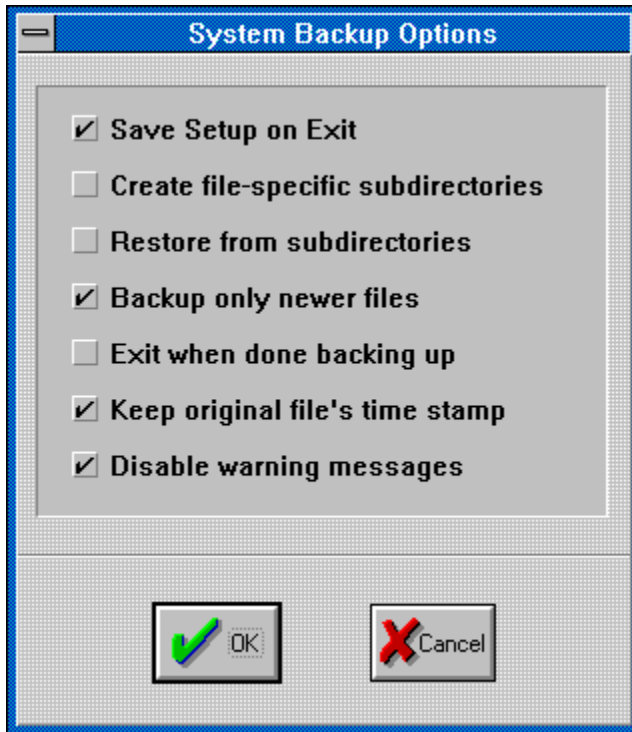 System Backup Options
Save Setup on Exit
Create file-specific subdirectories
Restore from subdirectories
Backup only newer files
Exit when done backing up
Keep original file's time stamp
Disable warning messages
OK
Cancel